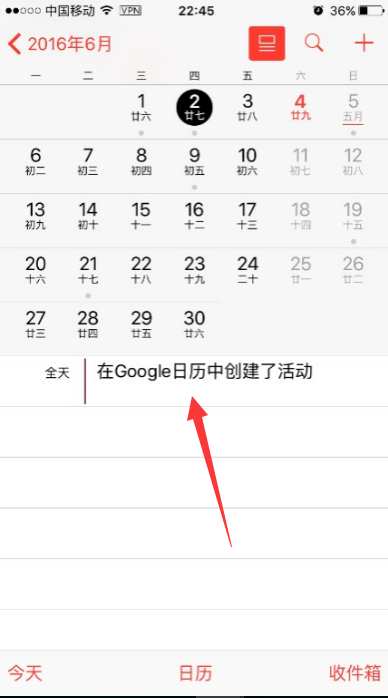 中国移动 VPN 22:45 36%
2016年6月
一 二 三 四 五 六 日
1 2 3 4 5
廿六 廿七 廿八 廿九 五月
6 7 8 9 10 11 12
初二 初三 初四 初五 初六 初七 初八
13 14 15 16 17 18 19
初九 初十 十一 十二 十三 十四 十五
20 21 22 23 24 25 26
十六 十七 十八 十九 二十 廿一 廿二
27 28 29 30
廿三 廿四 廿五 廿六
全天 在Google日历中创建了活动
今天 日历 收件箱